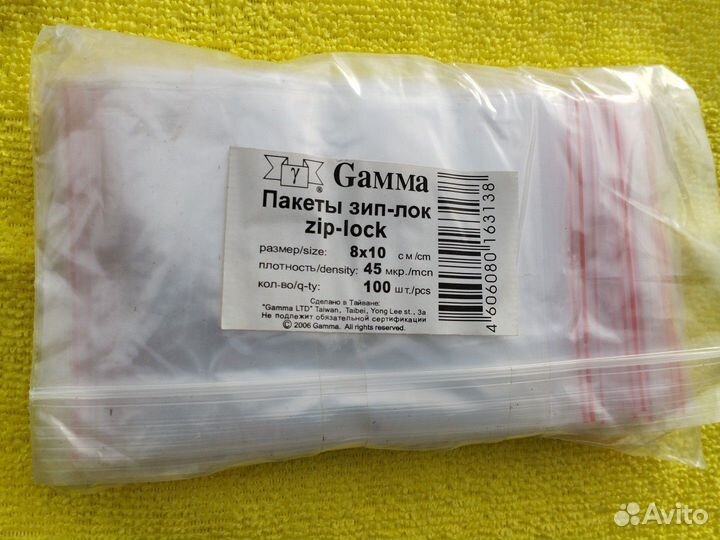 γ
® Gamma
Пакеты зип-лок
zip-lock
размер/size: 8x10 см/cm
плотность/density: 45 мкр./mcn
кол-во/q-ty: 100 шт./pcs
Сделано в Тайване:
"Gamma LTD" Taiwan, Taibei, Yong Lee st., 3a
Не подлежит обязательной сертификации
© 2006 Gamma. All rights reserved.
4606080163138
Avito